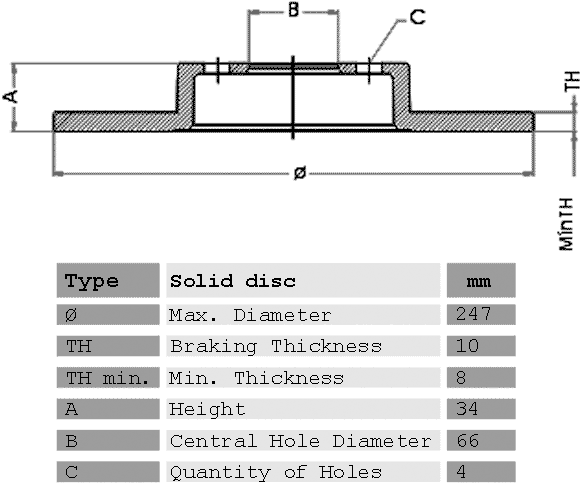 B
C
A
TH
Ø
MinTH
Type Solid disc mm
Ø Max. Diameter 247
TH Braking Thickness 10
TH min. Min. Thickness 8
A Height 34
B Central Hole Diameter 66
C Quantity of Holes 4